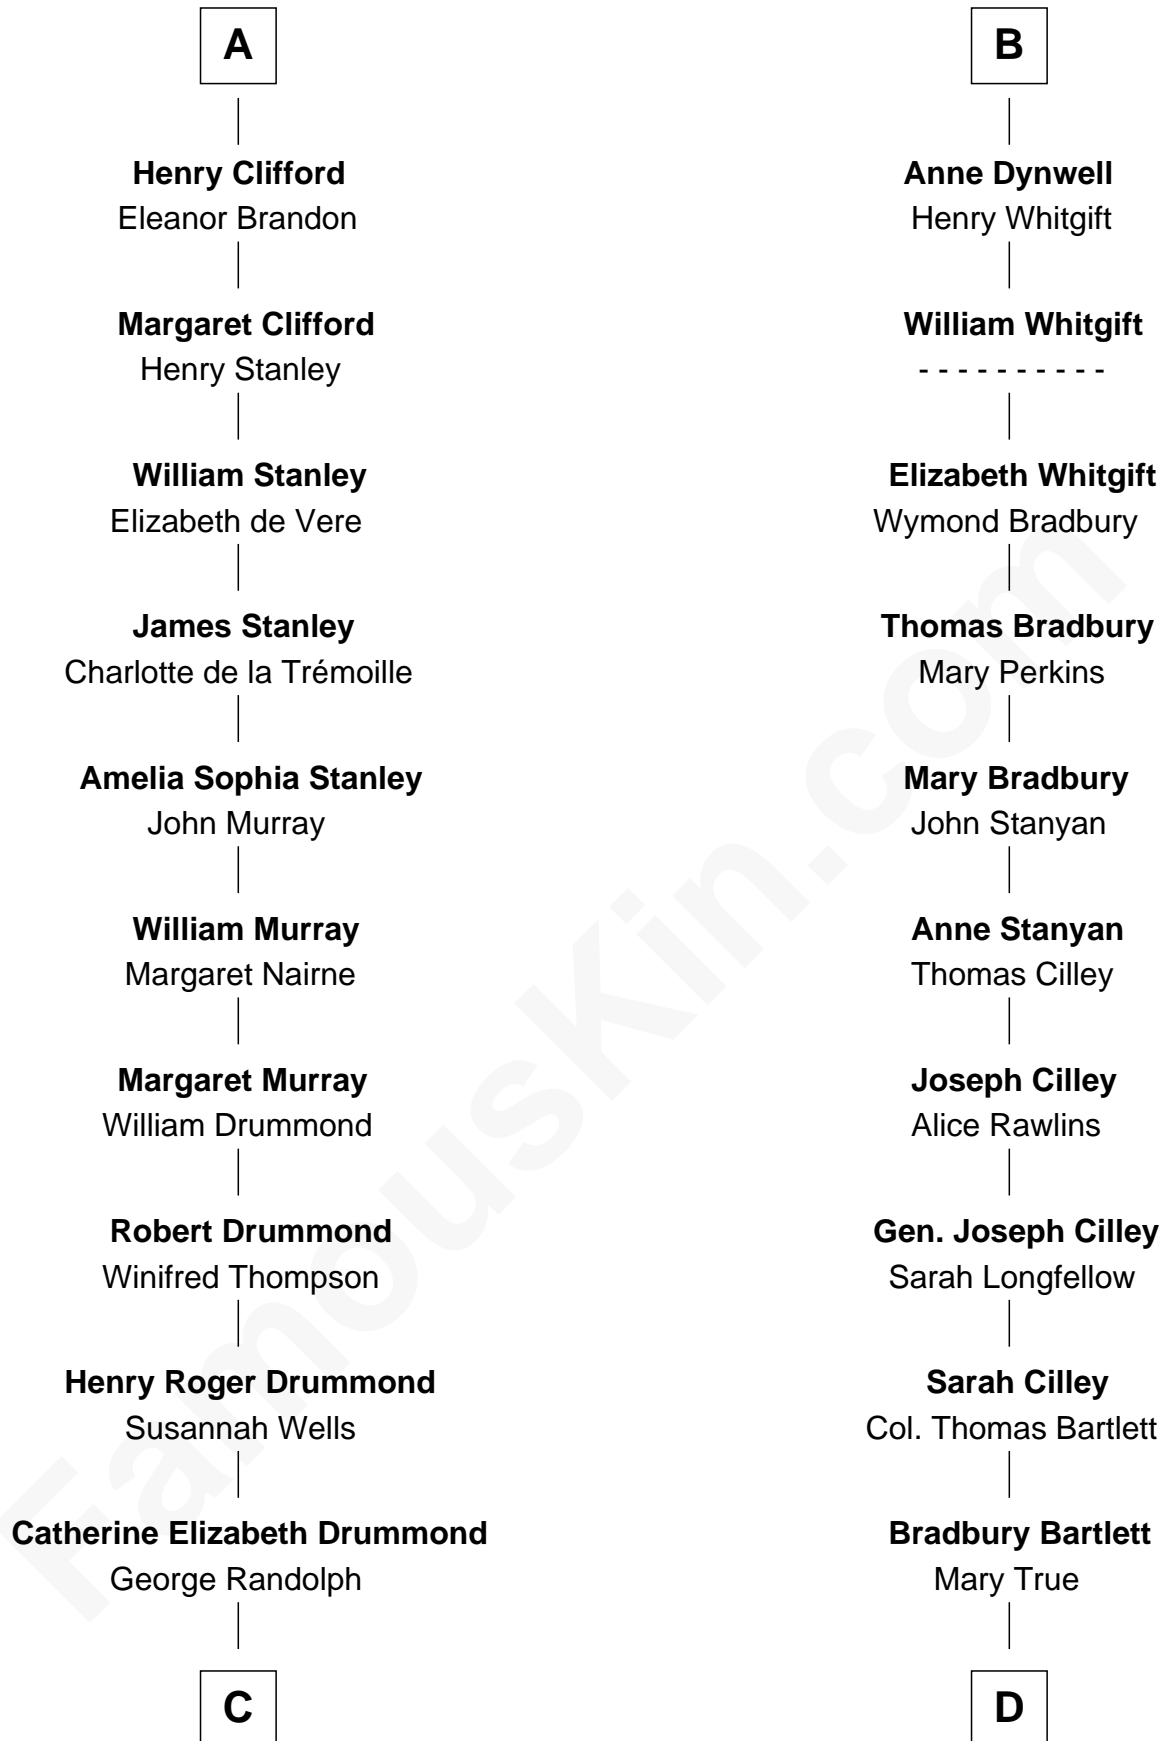 A
Henry Clifford
Eleanor Brandon
Margaret Clifford
Henry Stanley
William Stanley
Elizabeth de Vere
James Stanley
Charlotte de la Trémoille
Amelia Sophia Stanley
John Murray
William Murray
Margaret Nairne
Margaret Murray
William Drummond
Robert Drummond
Winifred Thompson
Henry Roger Drummond
Susannah Wells
Catherine Elizabeth Drummond
George Randolph
C
B
Anne Dynwell
Henry Whitgift
William Whitgift
- - - - - - - - - -
Elizabeth Whitgift
Wymond Bradbury
Thomas Bradbury
Mary Perkins
Mary Bradbury
John Stanyan
Anne Stanyan
Thomas Cilley
Joseph Cilley
Alice Rawlins
Gen. Joseph Cilley
Sarah Longfellow
Sarah Cilley
Col. Thomas Bartlett
Bradbury Bartlett
Mary True
D
FamousKin.com